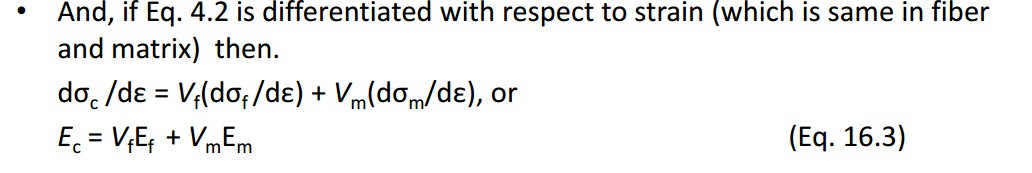 • And, if Eq. 4.2 is differentiated with respect to strain (which is same in fiber
and matrix) then.
dσc /dε = Vf(dσf/dε) + Vm(dσm/dε), or
Ec = VfEf + VmEm (Eq. 16.3)